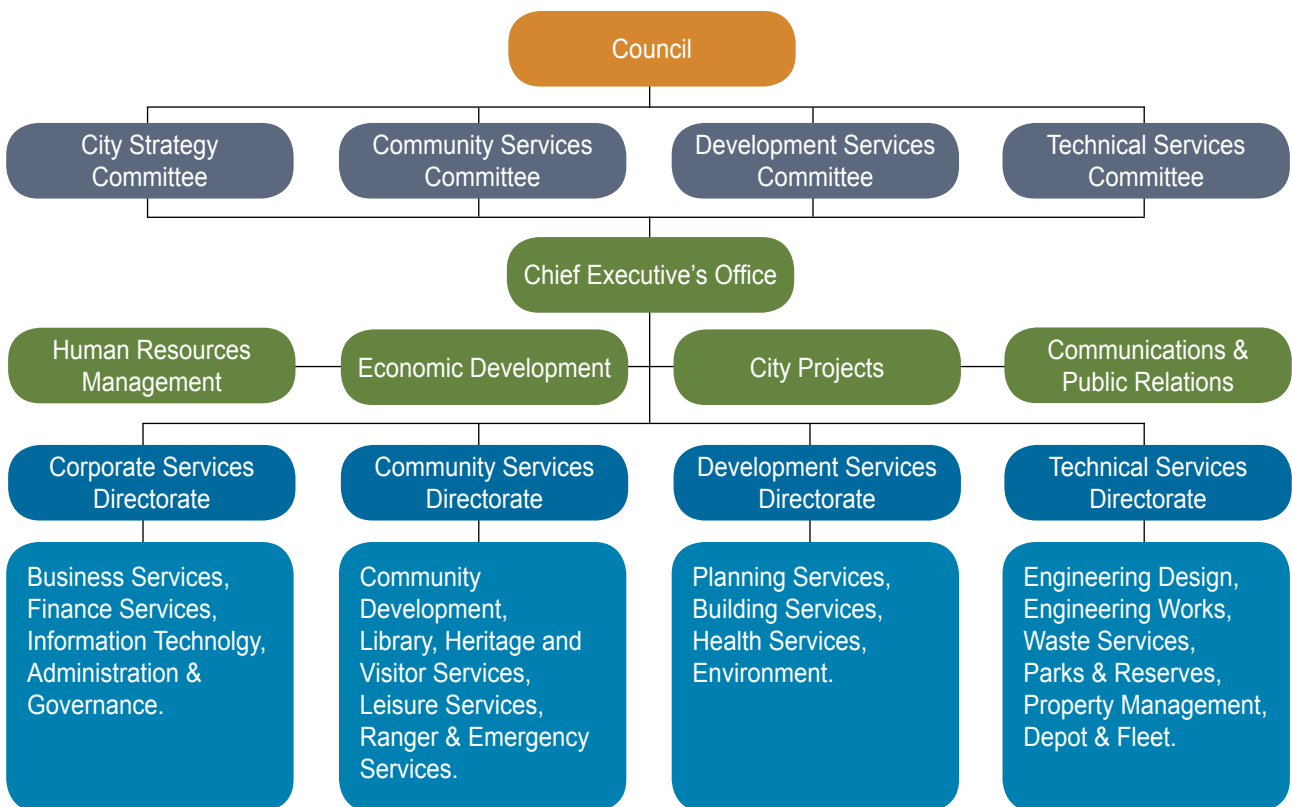 Council
City Strategy
Committee
Community Services
Committee
Development Services
Committee
Technical Services
Committee
Chief Executive’s Office
Human Resources
Management
Economic Development
City Projects
Communications &
Public Relations
Corporate Services
Directorate
Community Services
Directorate
Development Services
Directorate
Technical Services
Directorate
Business Services,
Finance Services,
Information Technolgy,
Administration &
Governance.
Community
Development,
Library, Heritage and
Visitor Services,
Leisure Services,
Ranger & Emergency
Services.
Planning Services,
Building Services,
Health Services,
Environment.
Engineering Design,
Engineering Works,
Waste Services,
Parks & Reserves,
Property Management,
Depot & Fleet.